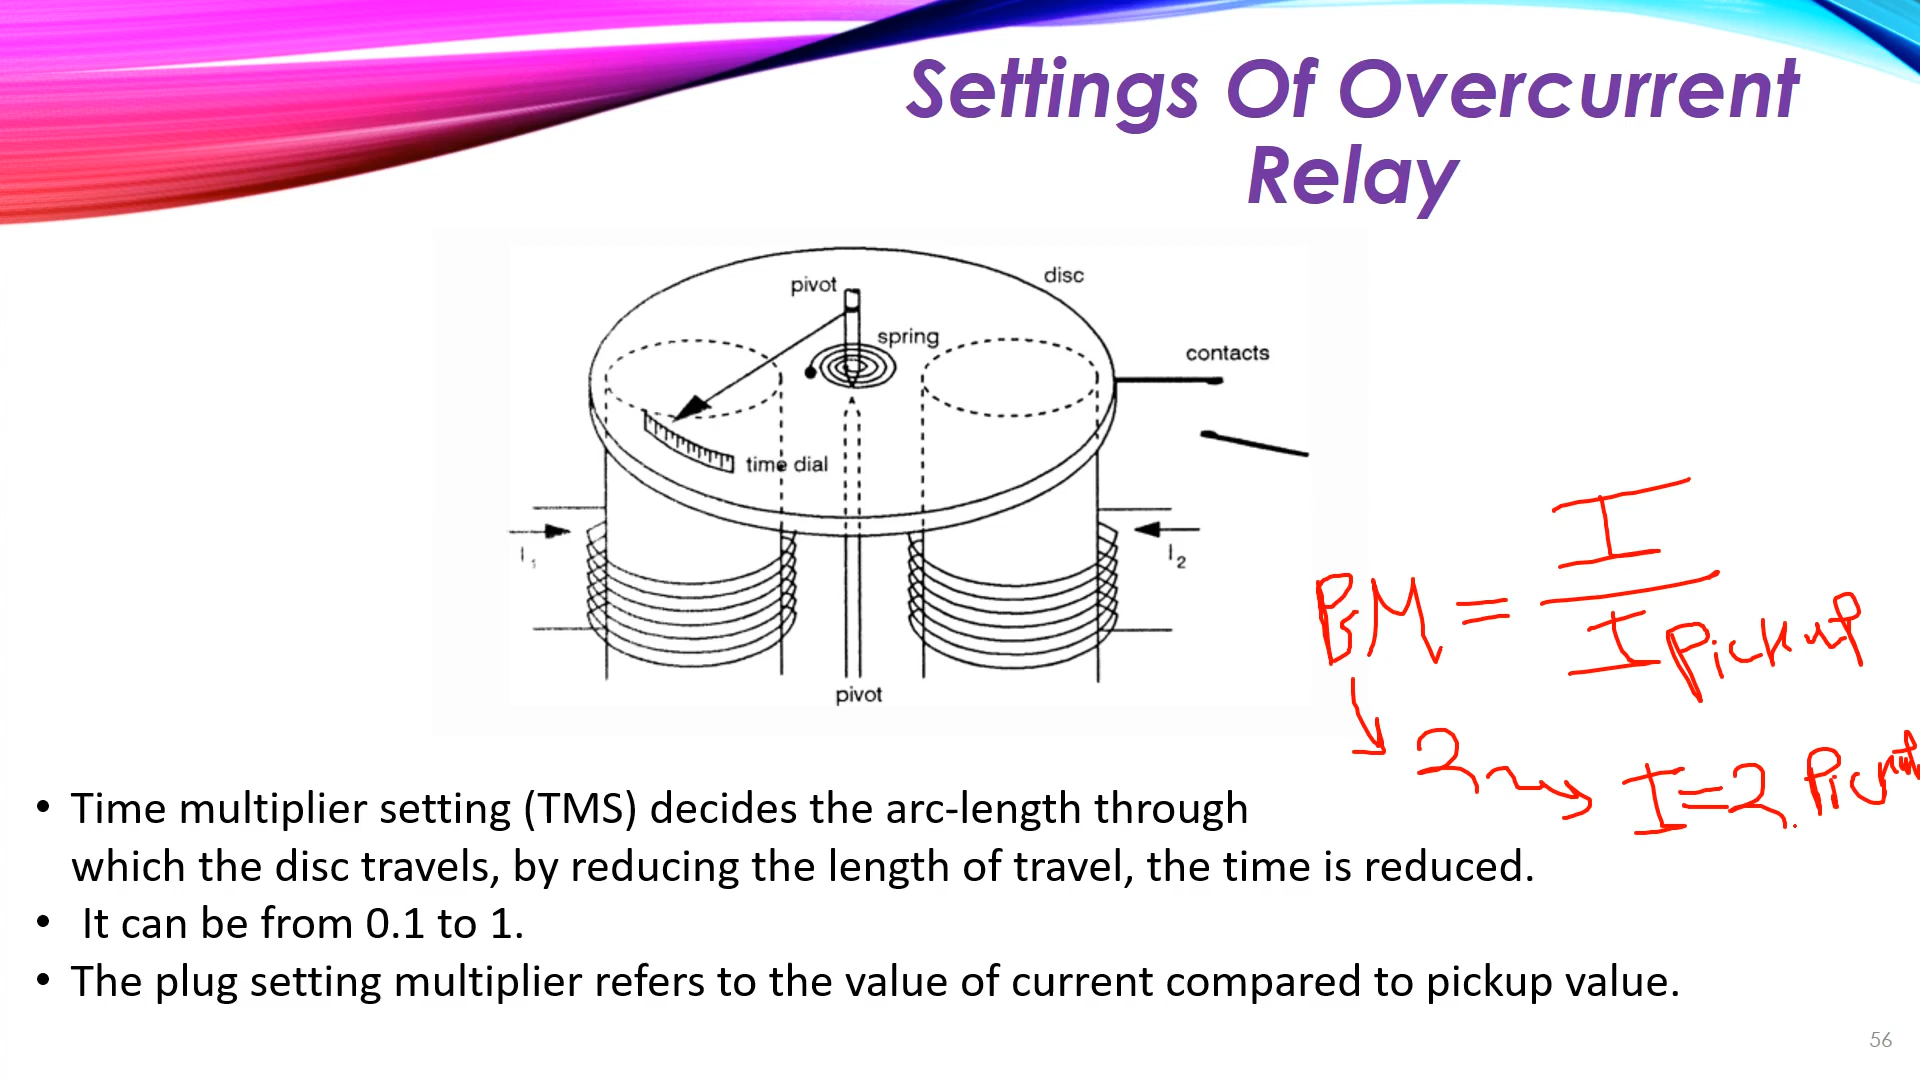 Settings Of Overcurrent
Relay
pivot
disc
spring
contacts
time dial
I1
I2
pivot
I
PSM =
I Pickup
2
I=2.Pickup
• Time multiplier setting (TMS) decides the arc-length through
which the disc travels, by reducing the length of travel, the time is reduced.
• It can be from 0.1 to 1.
• The plug setting multiplier refers to the value of current compared to pickup value.
56